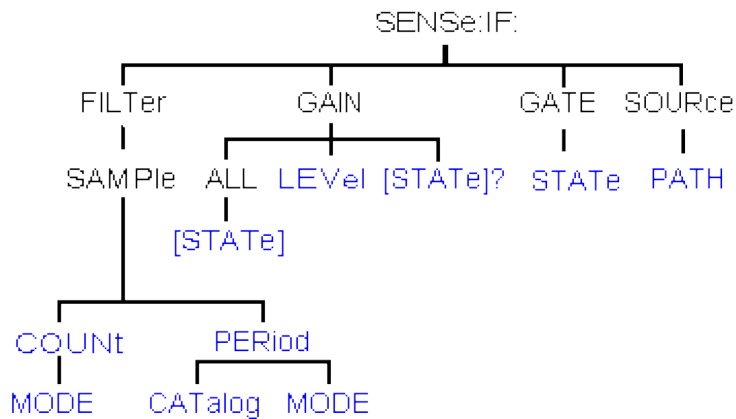 SENSe:IF:
FILTer GAIN GATE SOURce
SAMPle ALL LEVel [STATe]? STATe PATH
[STATe]
COUNt PERiod
MODE CATalog MODE